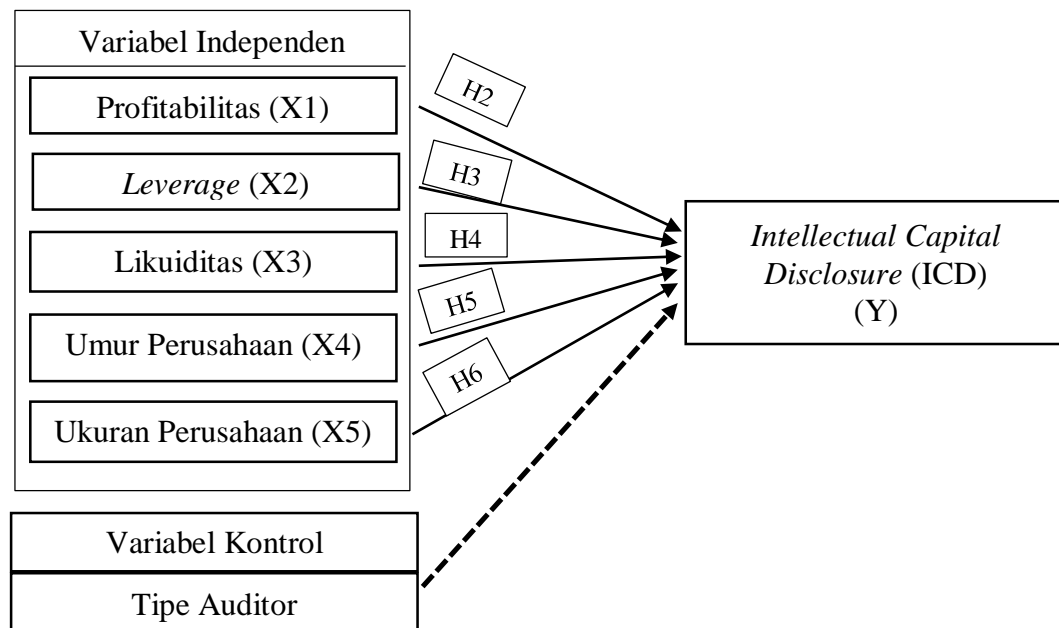 Variabel Independen
Profitabilitas (X1)
Leverage (X2)
Likuiditas (X3)
Umur Perusahaan (X4)
Ukuran Perusahaan (X5)
Variabel Kontrol
Tipe Auditor
H2
H3
H4
H5
H6
Intellectual Capital
Disclosure (ICD)
(Y)